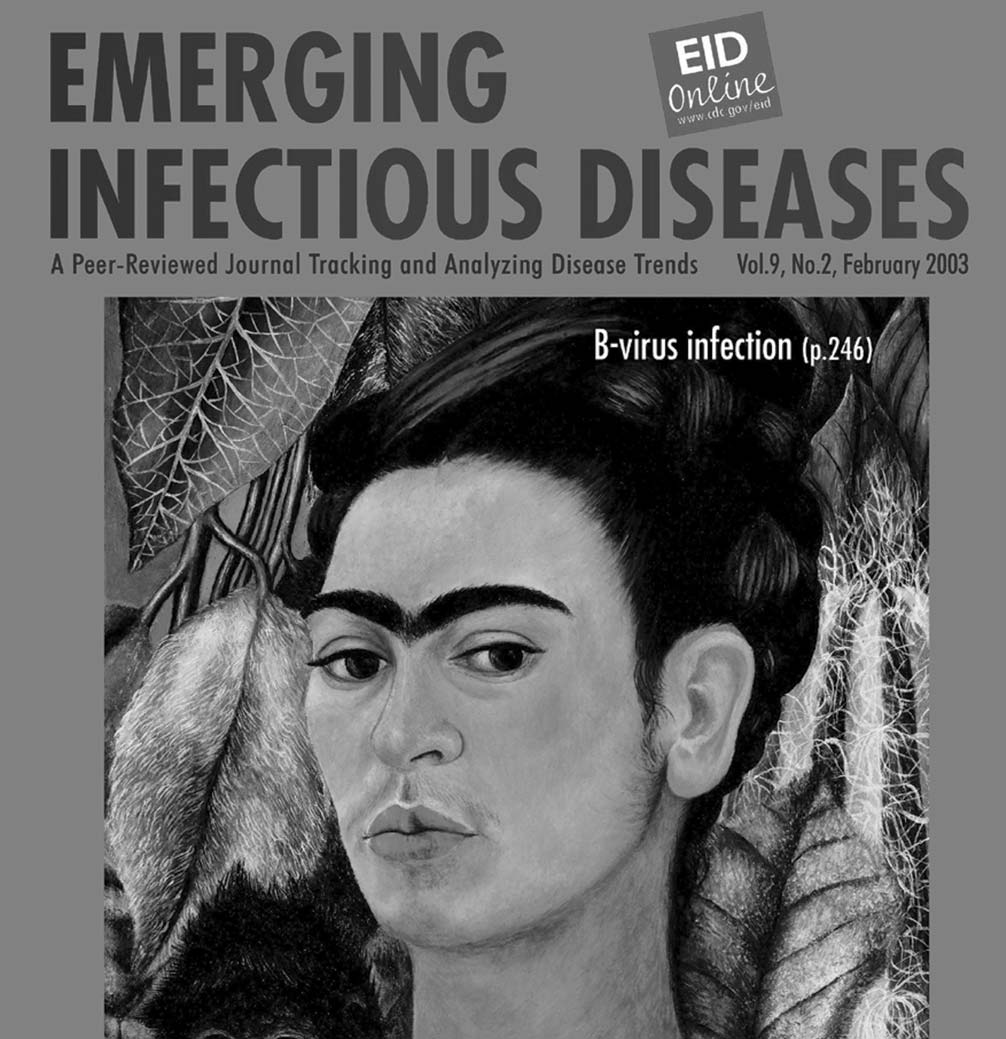 EMERGING
EID
Online
www.cdc.gov/eid
INFECTIOUS DISEASES
A Peer-Reviewed Journal Tracking and Analyzing Disease Trends Vol.9, No.2, February 2003
B-virus infection (p.246)